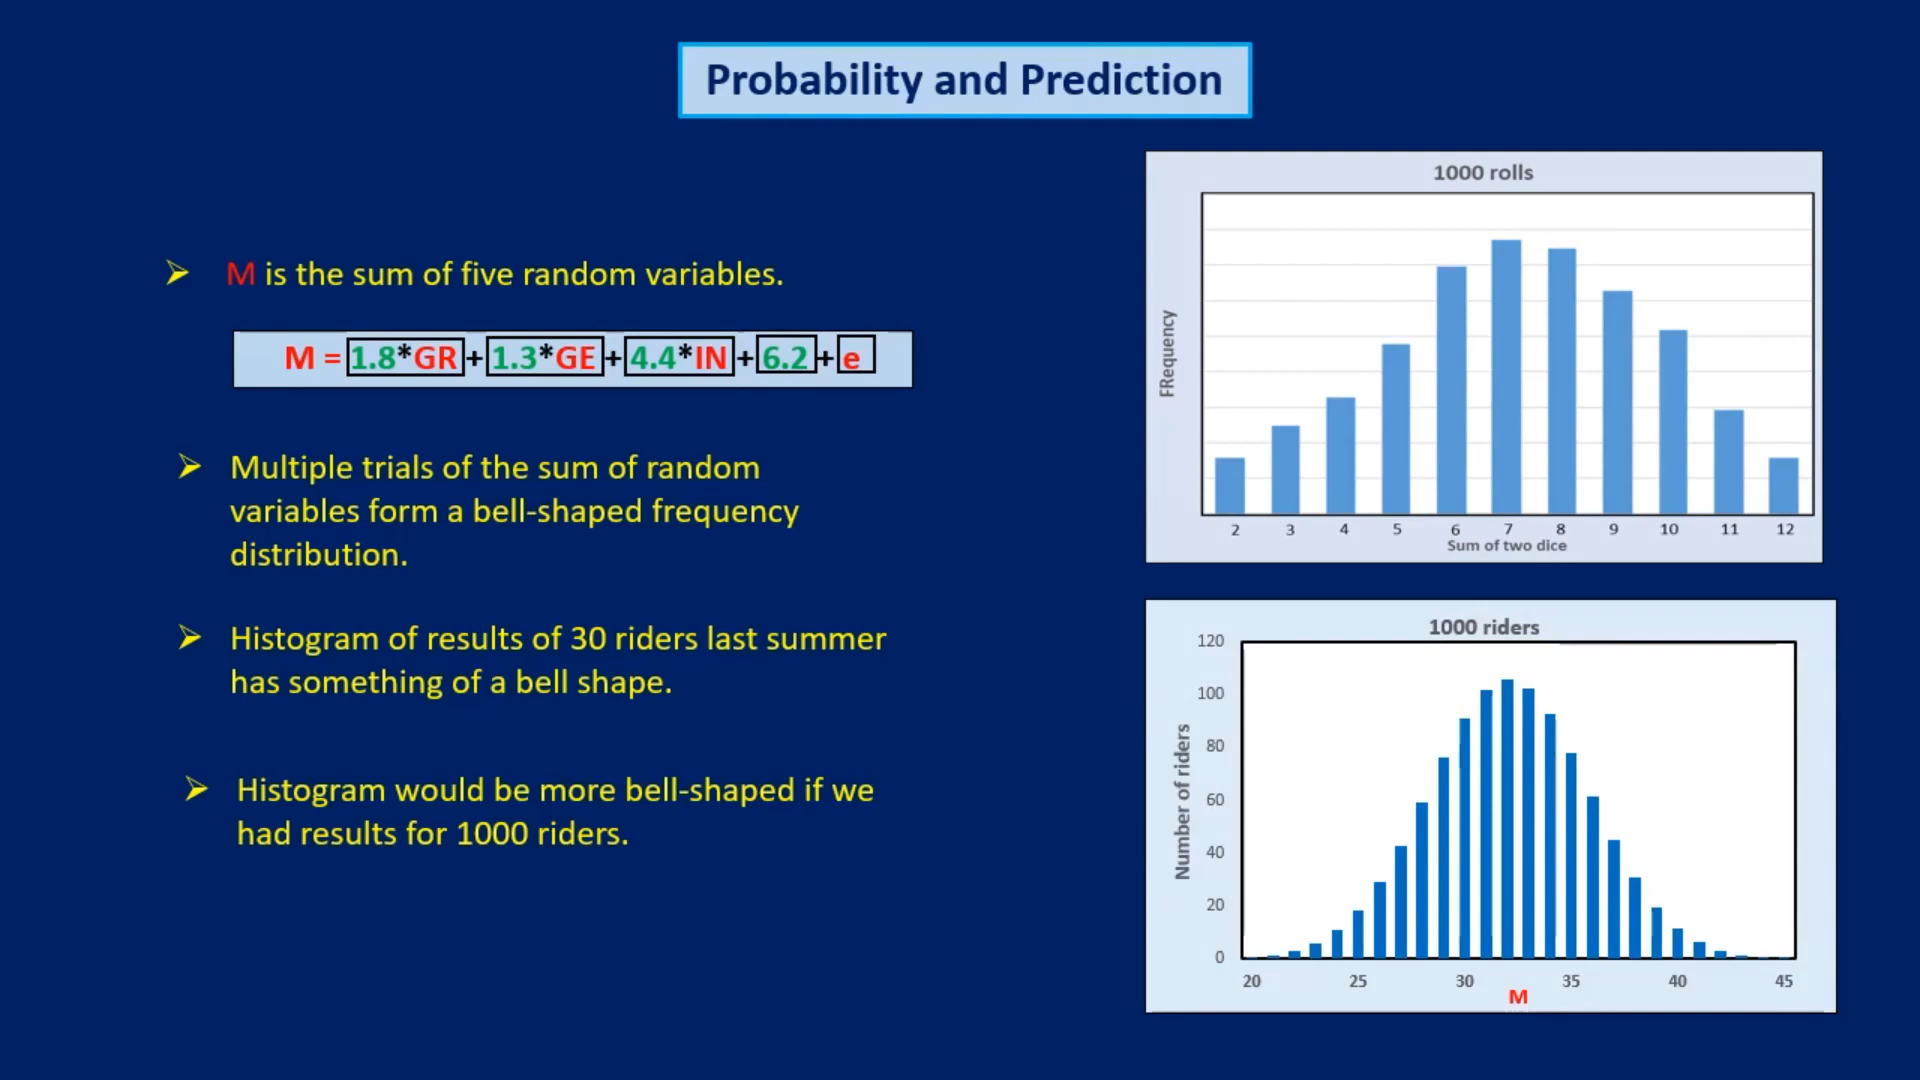 Probability and Prediction
➢ M is the sum of five random variables.
M = 1.8*GR + 1.3*GE + 4.4*IN + 6.2 + e
➢ Multiple trials of the sum of random
variables form a bell-shaped frequency
distribution.
➢ Histogram of results of 30 riders last summer
has something of a bell shape.
➢ Histogram would be more bell-shaped if we
had results for 1000 riders.
1000 rolls
FRequency
2 3 4 5 6 7 8 9 10 11 12
Sum of two dice
1000 riders
Number of riders
120
100
80
60
40
20
0
20 25 30 35 40 45
M